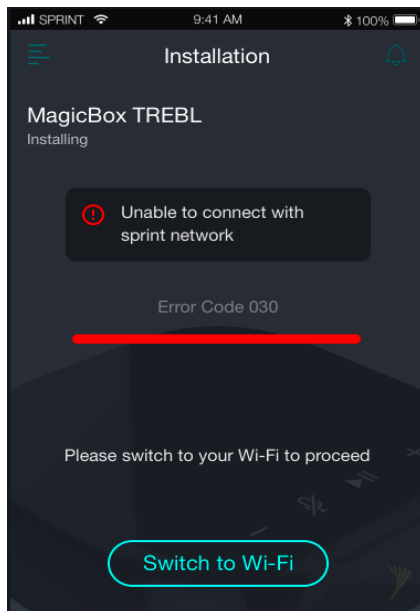 SPRINT 9:41 AM 100%
Installation
MagicBox TREBL
Installing
Unable to connect with
sprint network
Error Code 030
Please switch to your Wi-Fi to proceed
Switch to Wi-Fi